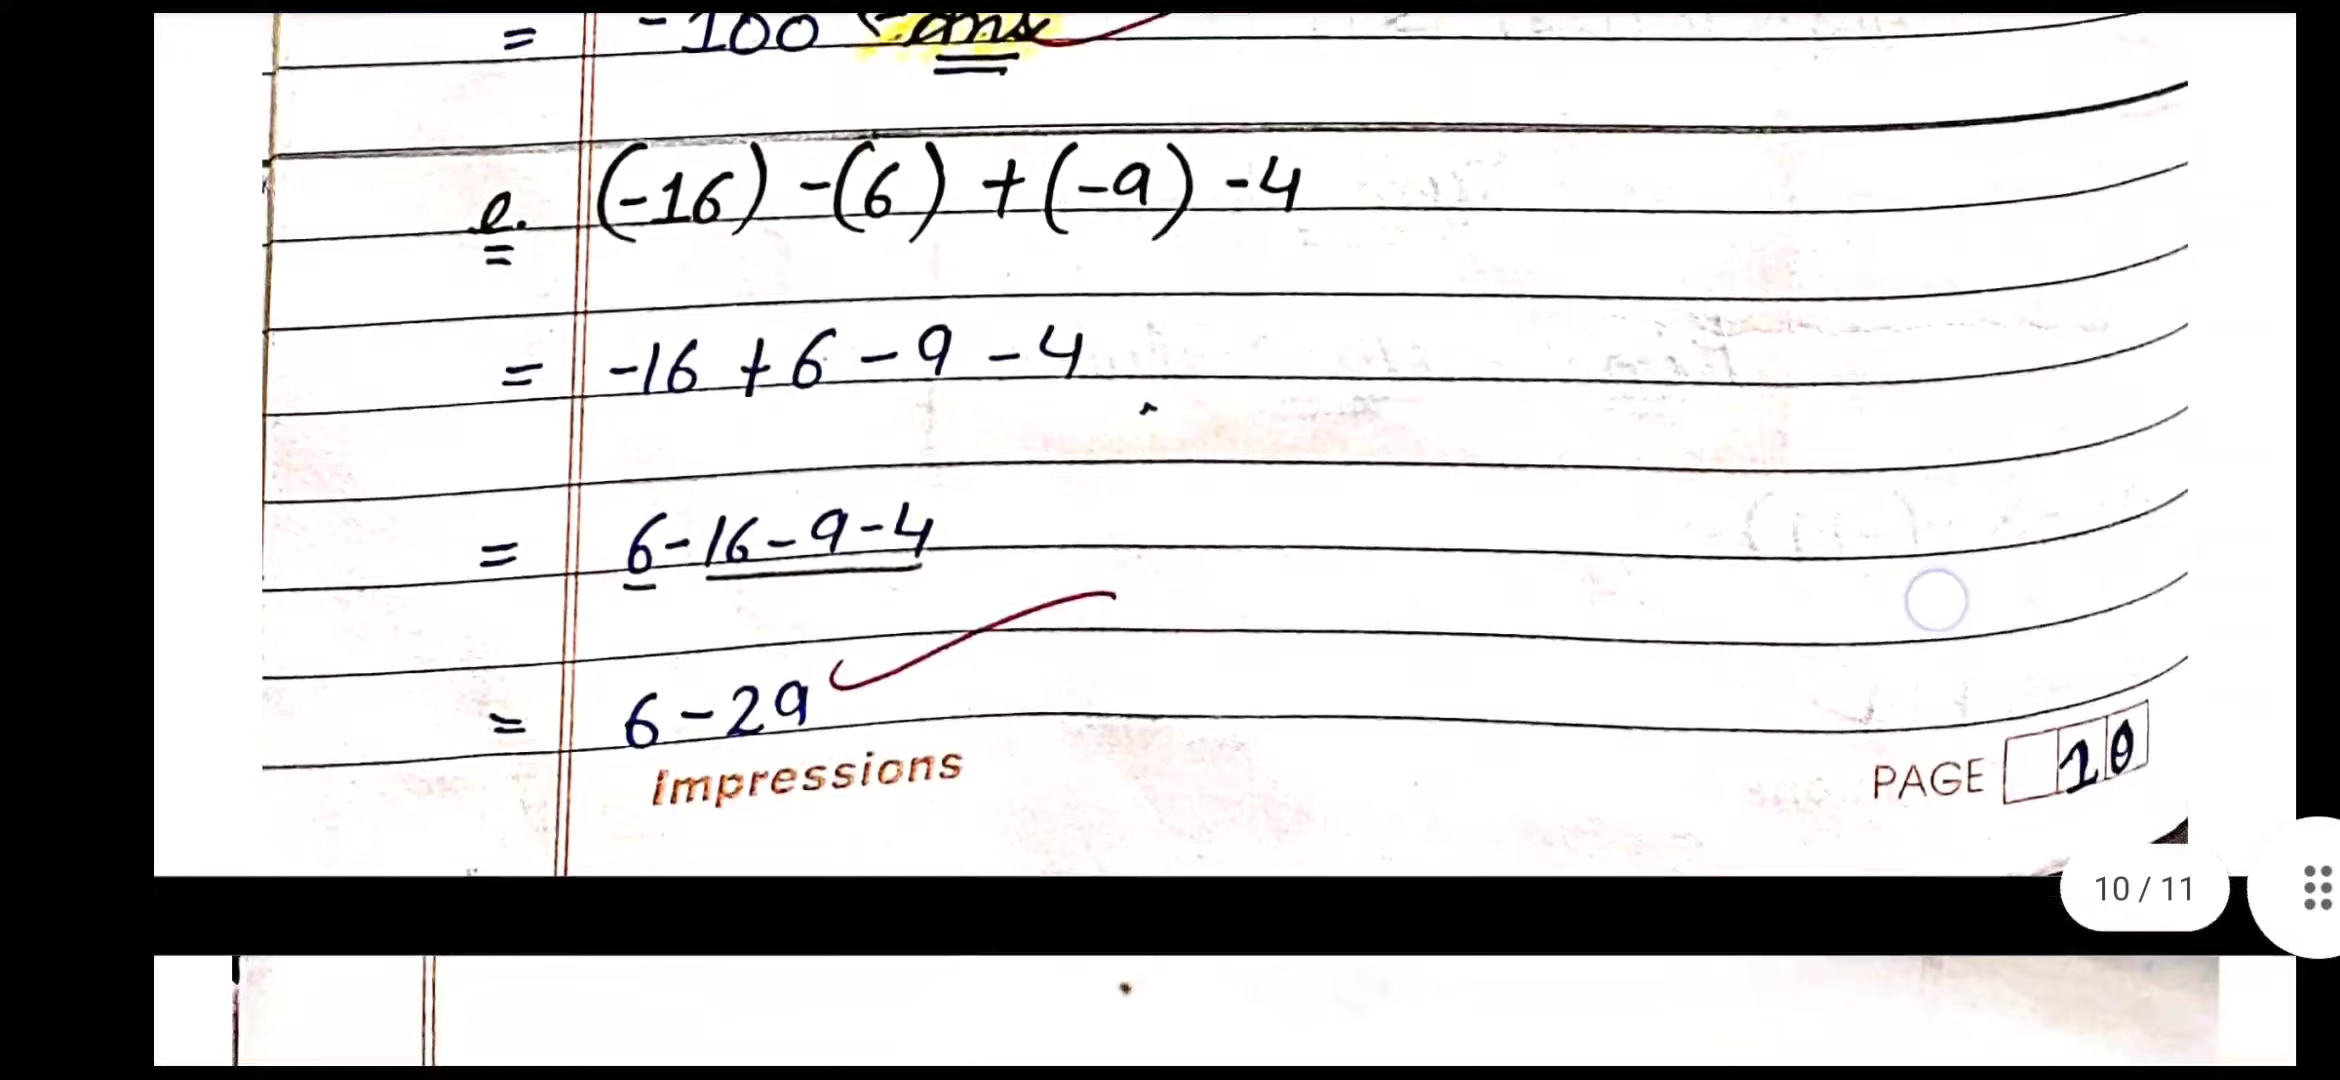 = -100 ans
e. (-16) -(6) +(-9) -4
= -16 +6 -9 -4
= 6-16-9-4
= 6-29
Impressions
PAGE 10
10 / 11